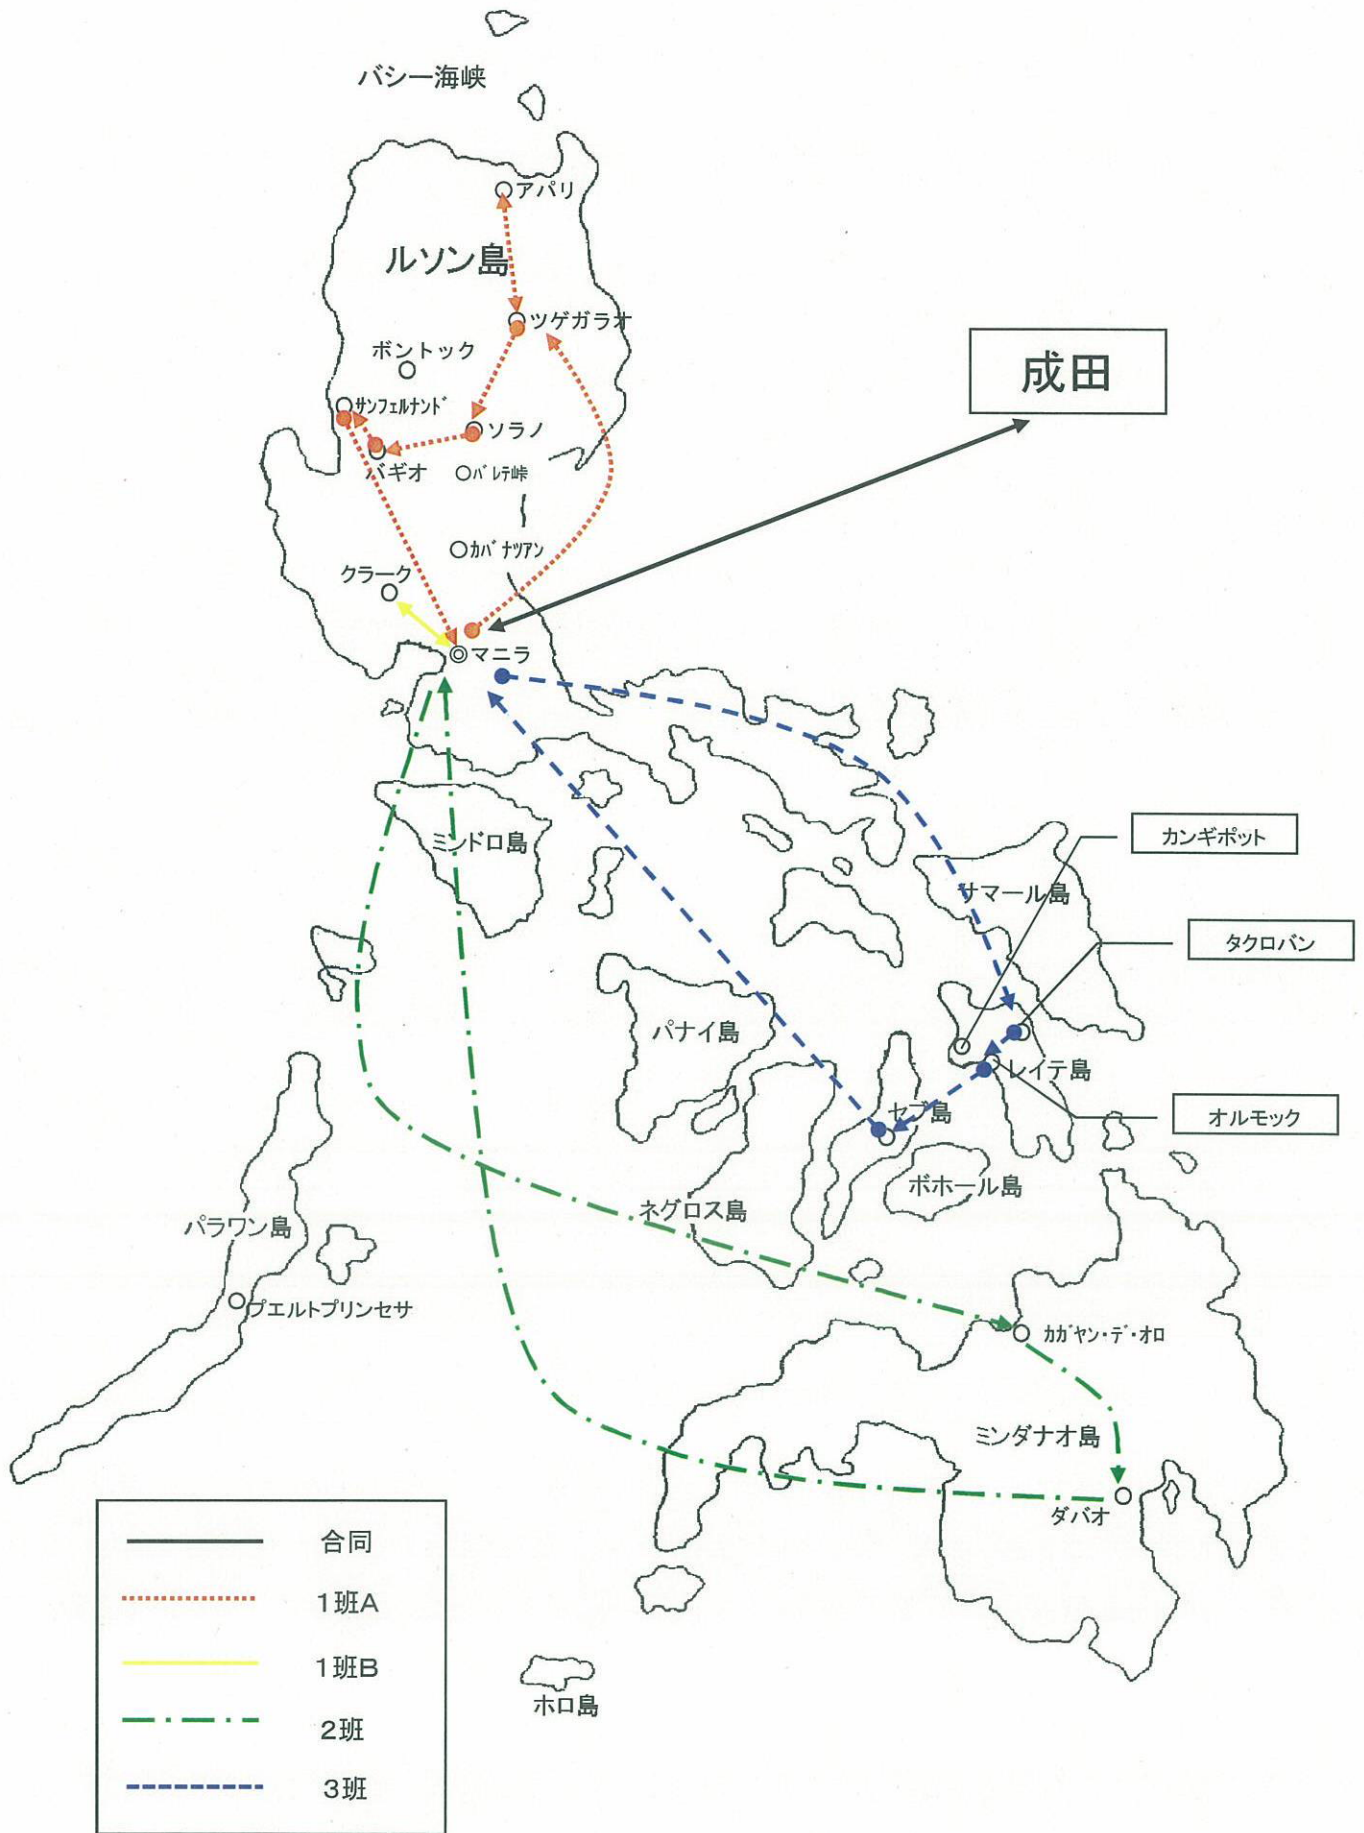 バシー海峡
アパリ
ルソン島
ツゲガラオ
ボントック
成田
サンフェルナンド
ソラノ
バギオ
バレテ峠
カバナツアン
クラーク
マニラ
カンギポット
ミンドロ島
サマール島
タクロバン
パナイ島
レイテ島
セブ島
オルモック
ボホール島
ネグロス島
パラワン島
プエルトプリンセサ
カガヤン・デ・オロ
ミンダナオ島
ダバオ
合同
1班A
1班B
2班
3班
ホロ島